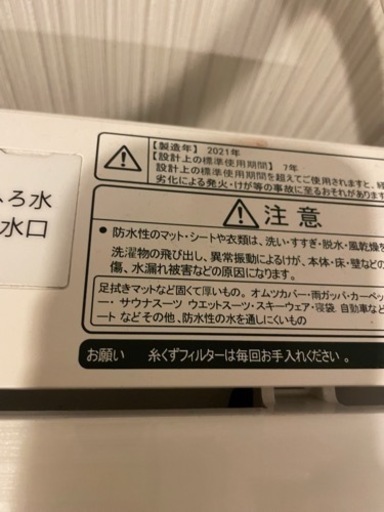 【製造年】2021年
【設計上の標準使用期間】 7年
設計上の標準使用期間を超えてご使用されますと、
劣化による発火・けが等の事故に至るおそれがあり
ふろ水
水口
注意
● 防水性のマット・シートや衣類は、洗い・すすぎ・脱水・風乾燥を
洗濯物の飛び出し、異常振動によけが、本体・床・壁など
傷、水漏れ被害などの原因になります。
足拭きマットなど固くて厚いもの。オムツカバー・雨ガッパ・カーペッ
ー・サウナスーツ ウエットスーツ・スキーウェア・寝袋 自動車など
ート などその他、防水性の水を通しにくいもの
お願い 糸くずフィルターは毎回お手入れください。